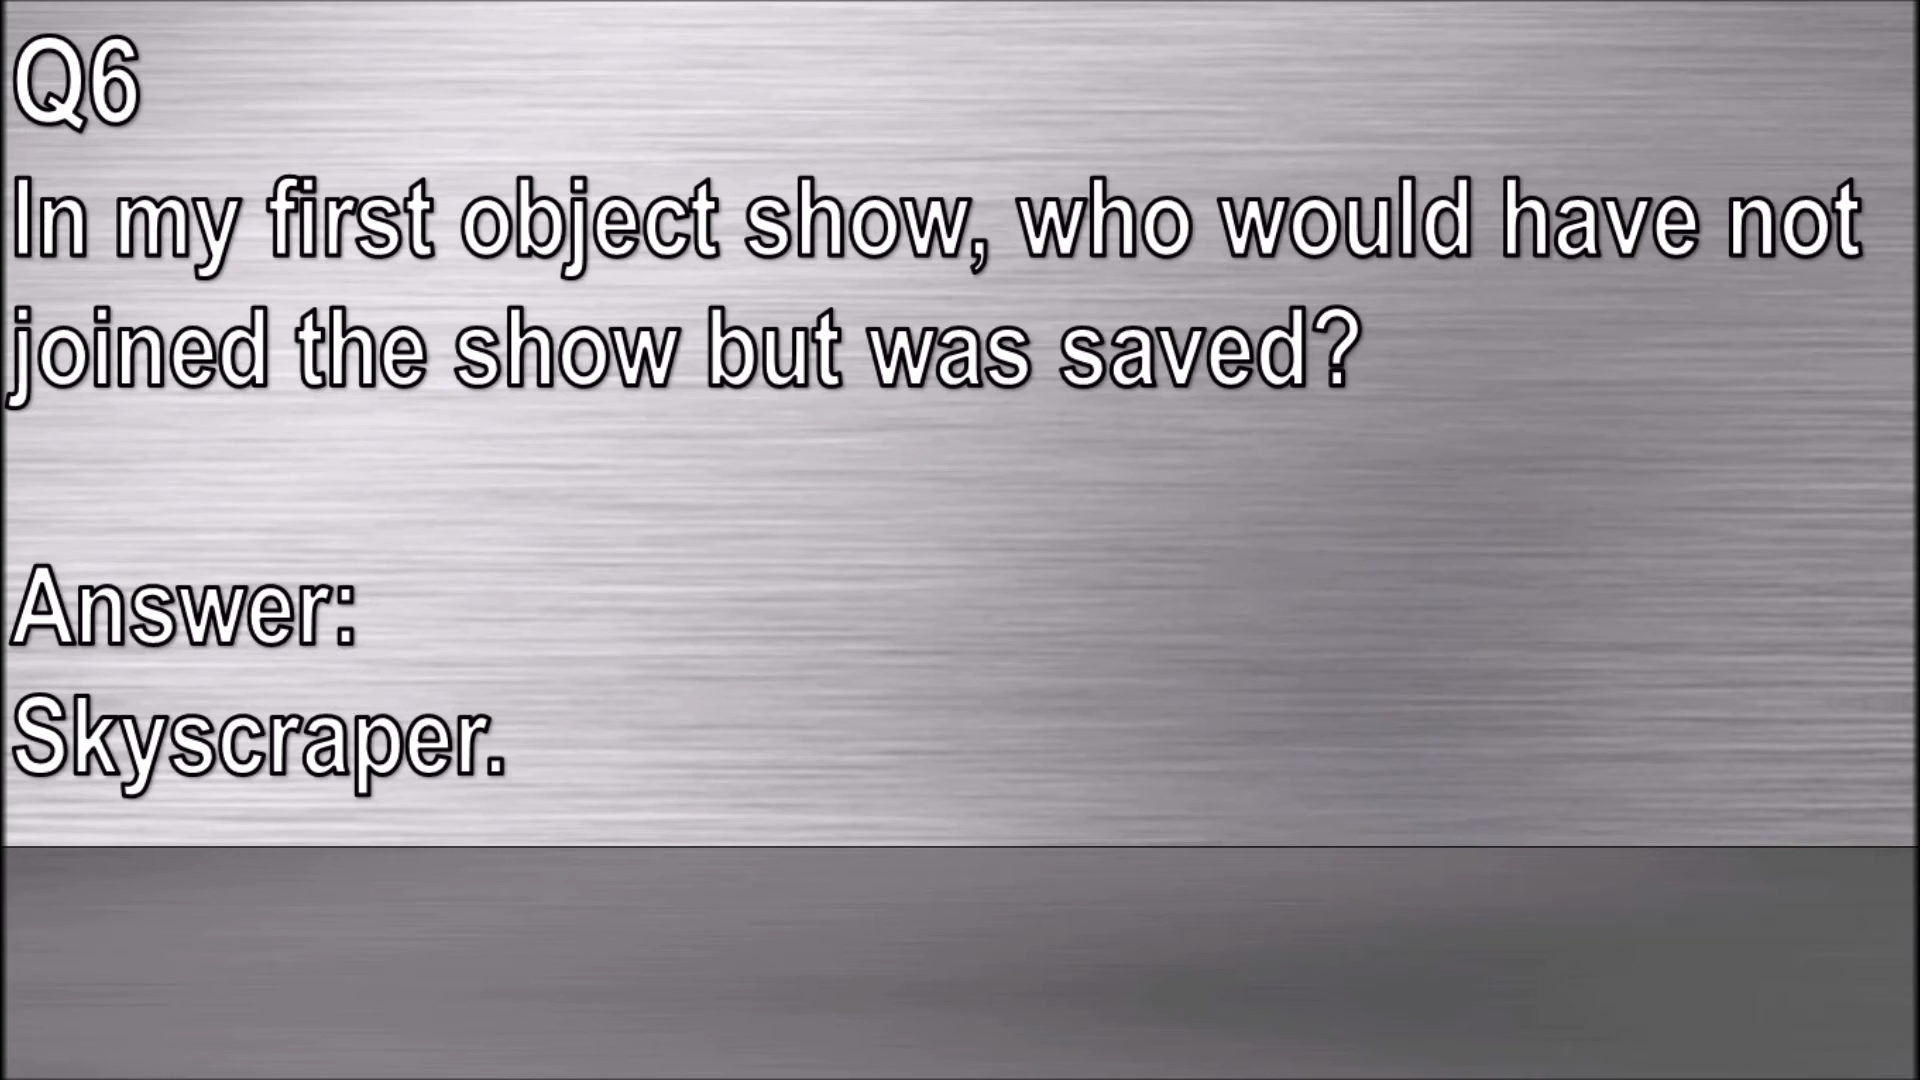 Q6
In my first object show, who would have not
joined the show but was saved?
Answer:
Skyscraper.